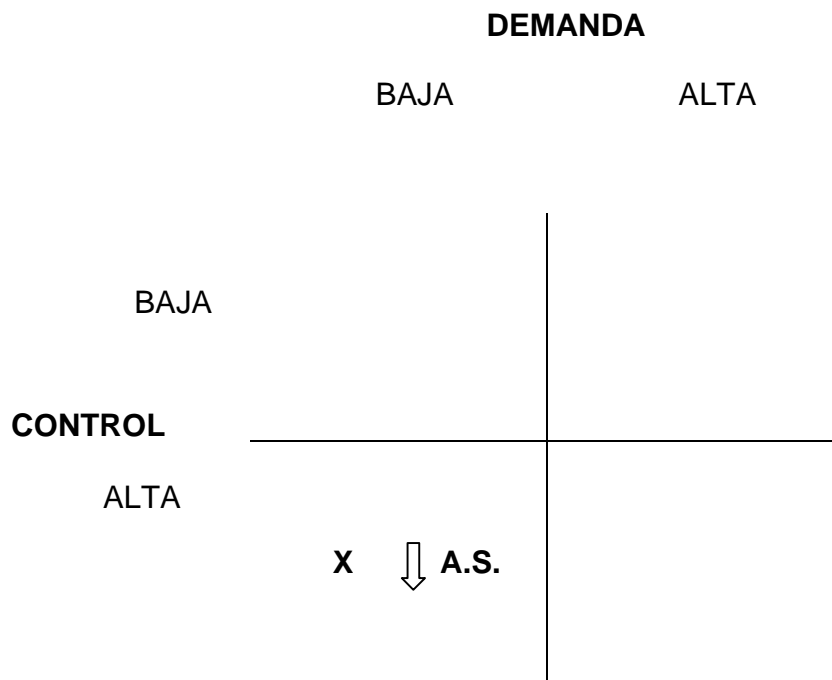 DEMANDA
BAJA ALTA
BAJA
CONTROL
ALTA
X A.S.